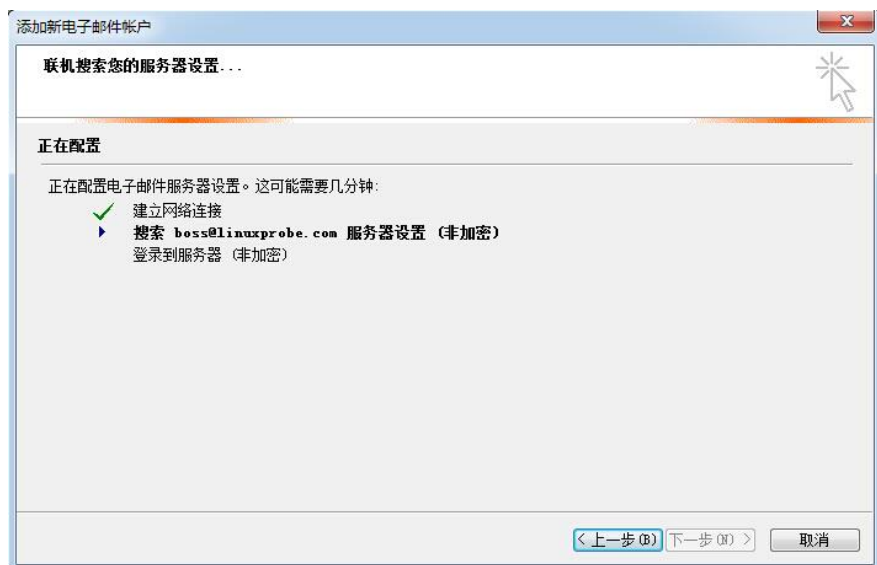 添加新电子邮件帐户
联机搜索您的服务器设置...
正在配置
正在配置电子邮件服务器设置。这可能需要几分钟:
建立网络连接
搜索 boss@linuxprobe.com 服务器设置 (非加密)
登录到服务器 (非加密)
< 上一步(B) 下一步(N) > 取消